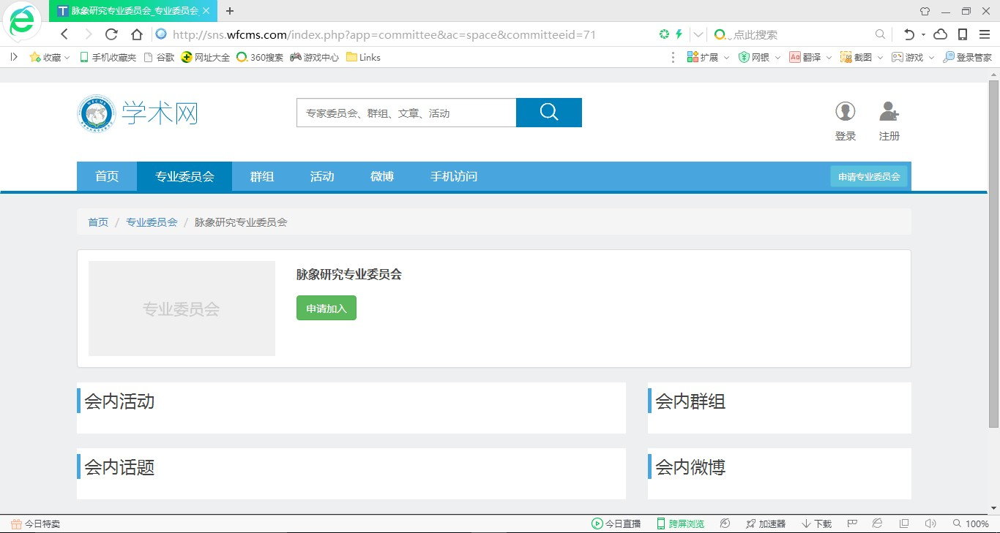 脉象研究专业委员会_专业委员会
http://sns.wfcms.com/index.php?app=committee&ac=space&committeeid=71
点此搜索
收藏 手机收藏夹 谷歌 网址大全 360搜索 游戏中心 Links 扩展 网银 翻译 截图 游戏 登录管家
学术网
专家委员会、群组、文章、活动
登录 注册
首页 专业委员会 群组 活动 微博 手机访问 申请专业委员会
首页 / 专业委员会 / 脉象研究专业委员会
专业委员会
脉象研究专业委员会
申请加入
会内活动
会内群组
会内话题
会内微博
今日特卖 今日直播 跨屏浏览 加速器 下载 100%